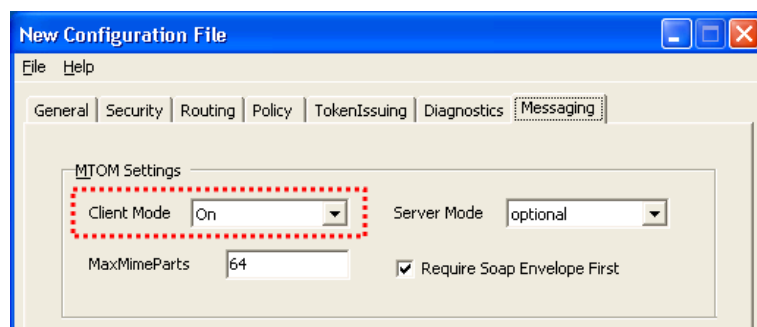 New Configuration File
File Help
General Security Routing Policy TokenIssuing Diagnostics Messaging
MTOM Settings
Client Mode On Server Mode optional
MaxMimeParts 64 Require Soap Envelope First